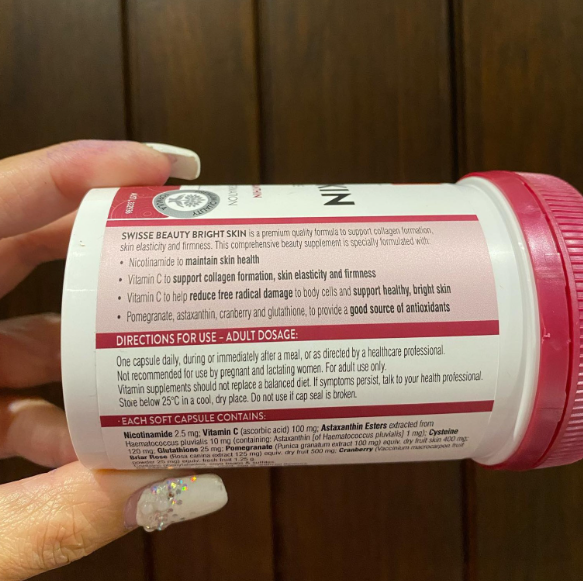 KIN
SWISSE BEAUTY BRIGHT SKIN is a premium quality formula to support collagen formation,
skin elasticity and firmness. This comprehensive beauty supplement is specially formulated with:
• Nicotinamide to maintain skin health
• Vitamin C to support collagen formation, skin elasticity and firmness
• Vitamin C to help reduce free radical damage to body cells and support healthy, bright skin
• Pomegranate, astaxanthin, cranberry and glutathione, to provide a good source of antioxidants
DIRECTIONS FOR USE - ADULT DOSAGE:
One capsule daily, during or immediately after a meal, or as directed by a healthcare professional.
Not recommended for use by pregnant and lactating women. For adult use only.
Vitamin supplements should not replace a balanced diet. If symptoms persist, talk to your health professional.
Store below 25°C in a cool, dry place. Do not use if cap seal is broken.
EACH SOFT CAPSULE CONTAINS:
Nicotinamide 2.5 mg; Vitamin C (ascorbic acid) 100 mg; Astaxanthin Esters extracted from
Haematococcus pluvialis 10 mg (containing: Astaxanthin [of Haematococcus pluvialis] 1 mg); Cysteine
120 mg; Glutathione 25 mg; Pomegranate (Punica granatum extract 100 mg) equiv. dry fruit skin 400 mg;
Briar Rose (Rosa canina extract 125 mg) equiv. dry fruit 500 mg; Cranberry (Vaccinium macrocarpon fruit
powder 25 mg) equiv. fresh fruit 1.25 g